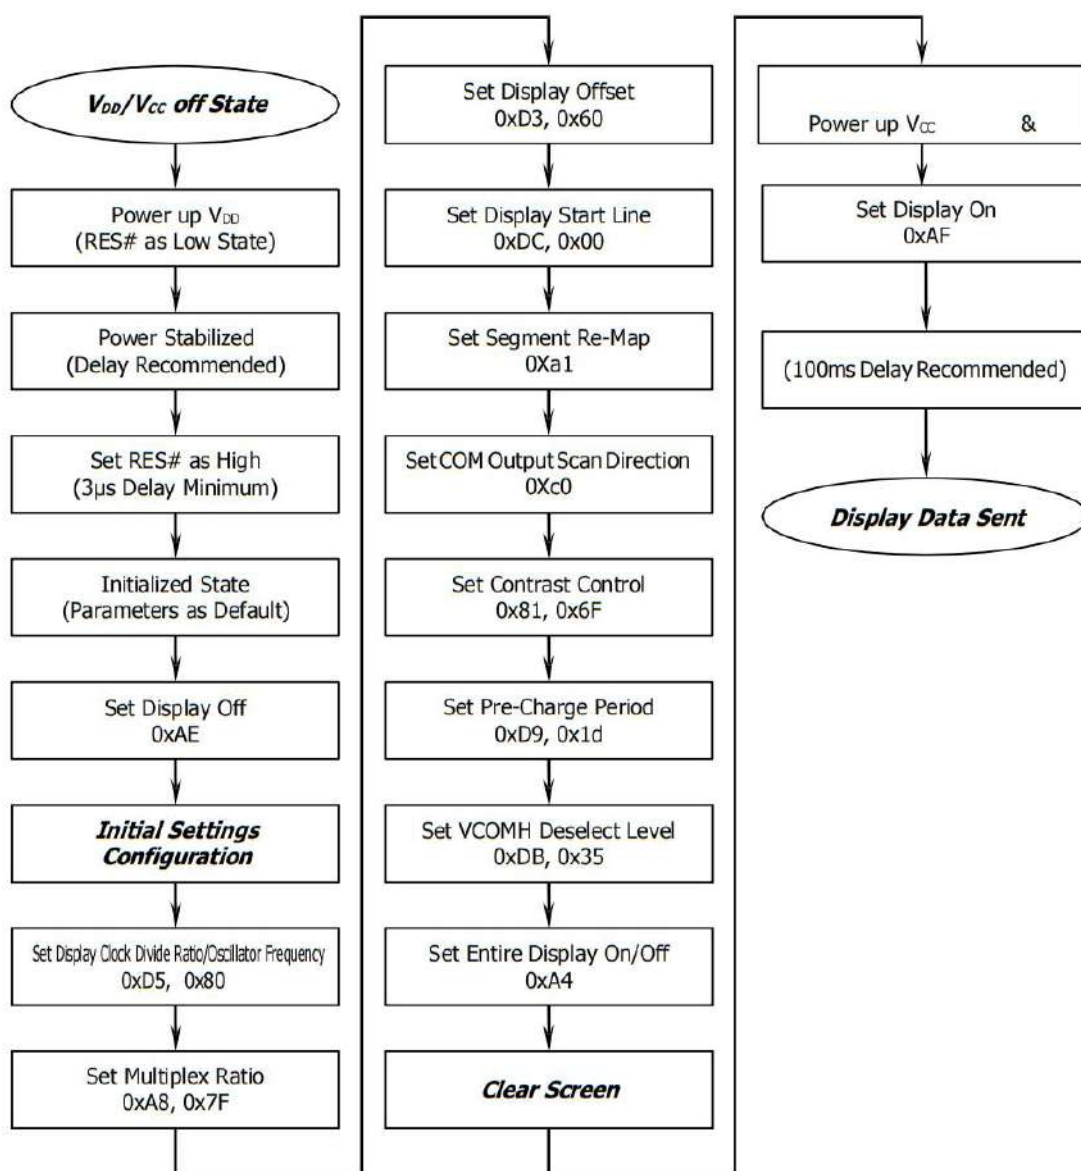 VDD/VCC off State
Power up VDD
(RES# as Low State)
Power Stabilized
(Delay Recommended)
Set RES# as High
(3μs Delay Minimum)
Initialized State
(Parameters as Default)
Set Display Off
0xAE
Initial Settings
Configuration
Set Display Clock Divide Ratio/Oscillator Frequency
0xD5, 0x80
Set Multiplex Ratio
0xA8, 0x7F
Set Display Offset
0xD3, 0x60
Set Display Start Line
0xDC, 0x00
Set Segment Re-Map
0Xa1
Set COM Output Scan Direction
0Xc0
Set Contrast Control
0x81, 0x6F
Set Pre-Charge Period
0xD9, 0x1d
Set VCOMH Deselect Level
0xDB, 0x35
Set Entire Display On/Off
0xA4
Clear Screen
Power up VCC &
Set Display On
0xAF
(100ms Delay Recommended)
Display Data Sent